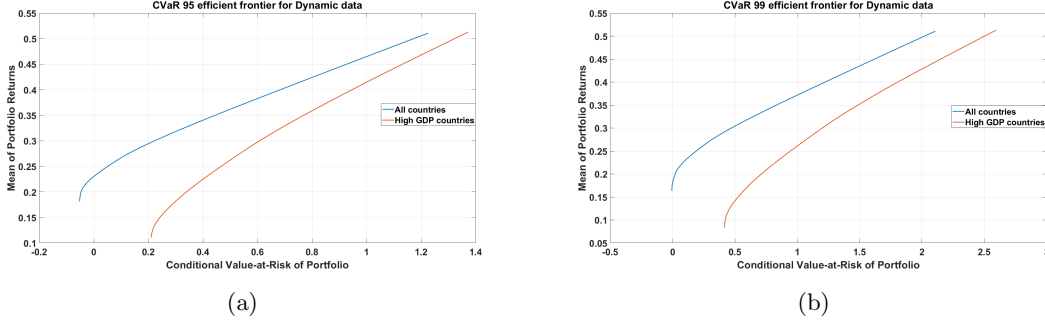 CVaR 95 efficient frontier for Dynamic data
0.55
0.5
0.45
0.4
0.35
0.3
0.25
0.2
0.15
0.1
Mean of Portfolio Returns
All countries
High GDP countries
-0.2 0 0.2 0.4 0.6 0.8 1 1.2 1.4
Conditional Value-at-Risk of Portfolio
(a)
CVaR 99 efficient frontier for Dynamic data
0.55
0.5
0.45
0.4
0.35
0.3
0.25
0.2
0.15
0.1
0.05
Mean of Portfolio Returns
All countries
High GDP countries
-0.5 0 0.5 1 1.5 2 2.5
Conditional Value-at-Risk of Portfolio
(b)